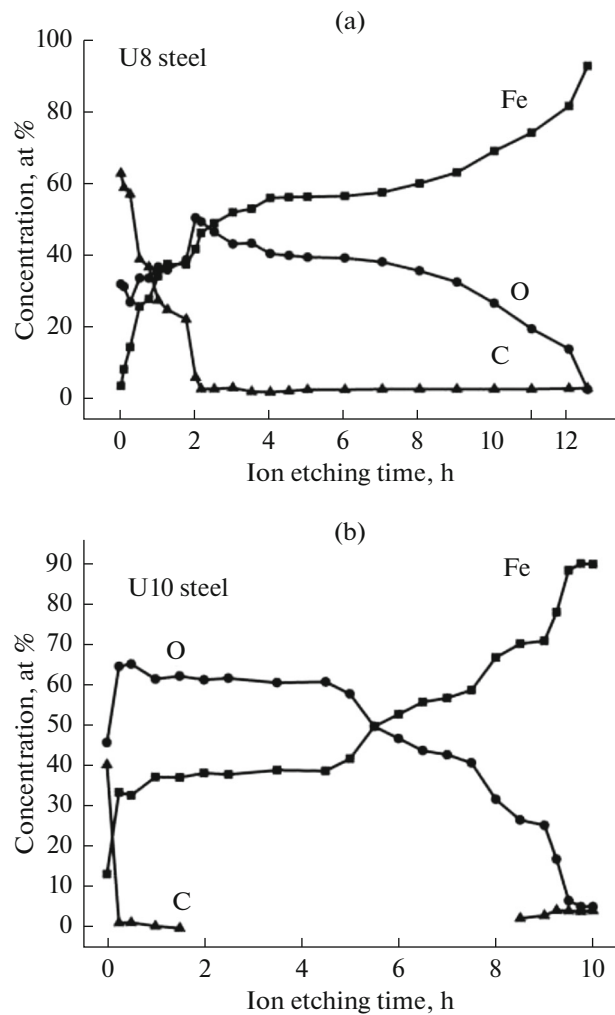 (a)
U8 steel
Fe
O
C
100
80
60
40
20
0
Concentration, at %
0 2 4 6 8 10 12
Ion etching time, h
(b)
U10 steel
Fe
O
C
90
80
70
60
50
40
30
20
10
0
Concentration, at %
0 2 4 6 8 10
Ion etching time, h